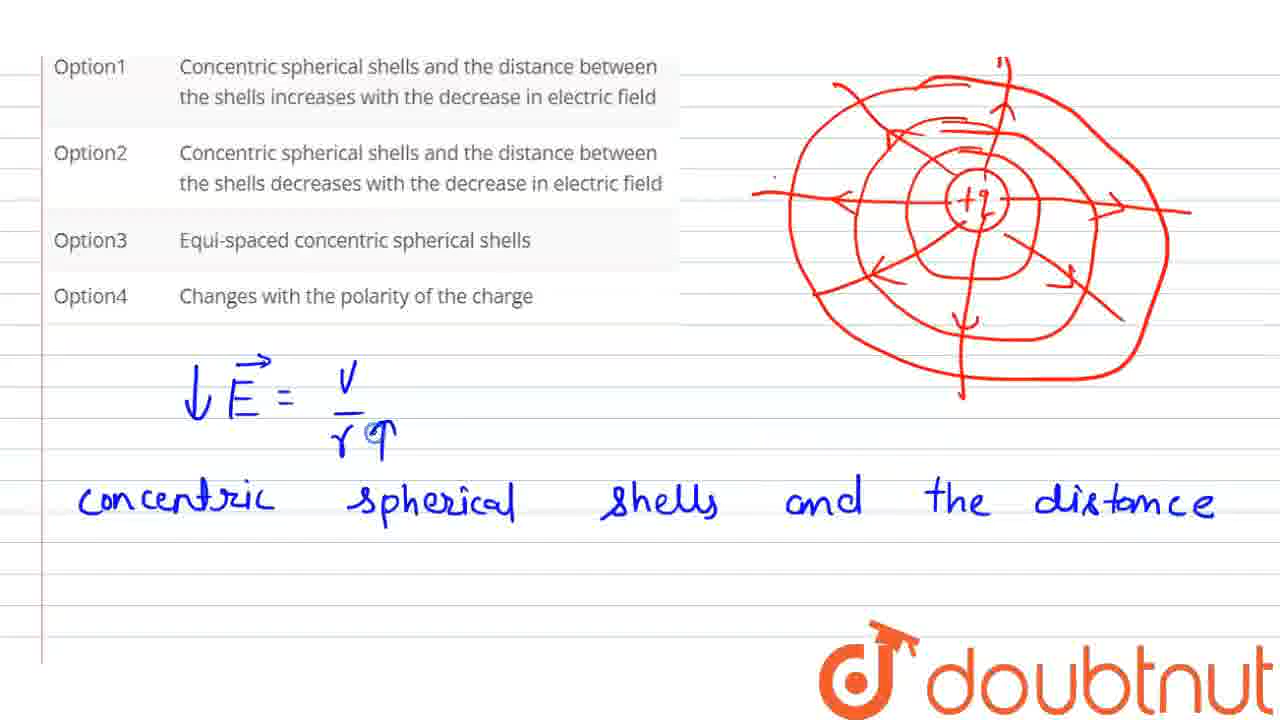 Option1 Concentric spherical shells and the distance between
the shells increases with the decrease in electric field
Option2 Concentric spherical shells and the distance between
the shells decreases with the decrease in electric field
Option3 Equi-spaced concentric spherical shells
Option4 Changes with the polarity of the charge
+q
↓ E⃗ = V
r ↑
concentric spherical shells and the distance
doubtnut